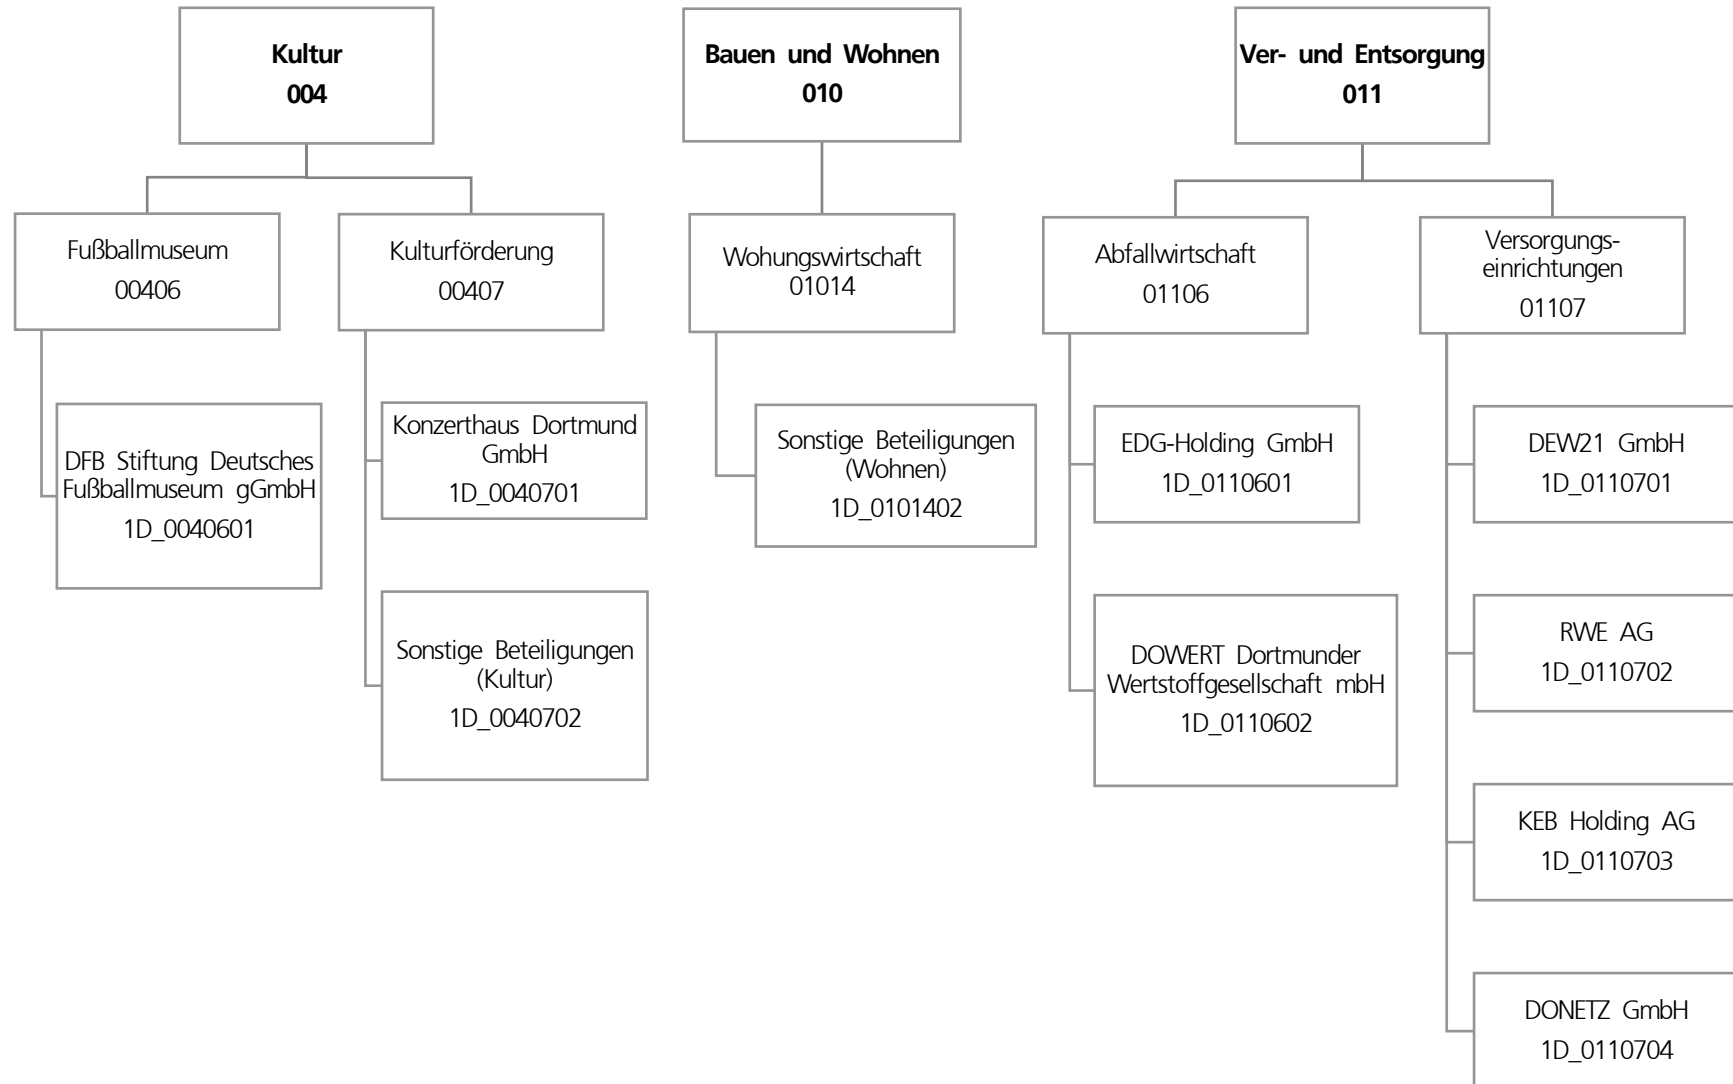 Kultur
004
Bauen und Wohnen
010
Ver- und Entsorgung
011
Fußballmuseum
00406
Kulturförderung
00407
Wohungswirtschaft
01014
Abfallwirtschaft
01106
Versorgungs-
einrichtungen
01107
DFB Stiftung Deutsches
Fußballmuseum gGmbH
1D_0040601
Konzerthaus Dortmund
GmbH
1D_0040701
Sonstige Beteiligungen
(Kultur)
1D_0040702
Sonstige Beteiligungen
(Wohnen)
1D_0101402
EDG-Holding GmbH
1D_0110601
DOWERT Dortmunder
Wertstoffgesellschaft mbH
1D_0110602
DEW21 GmbH
1D_0110701
RWE AG
1D_0110702
KEB Holding AG
1D_0110703
DONETZ GmbH
1D_0110704